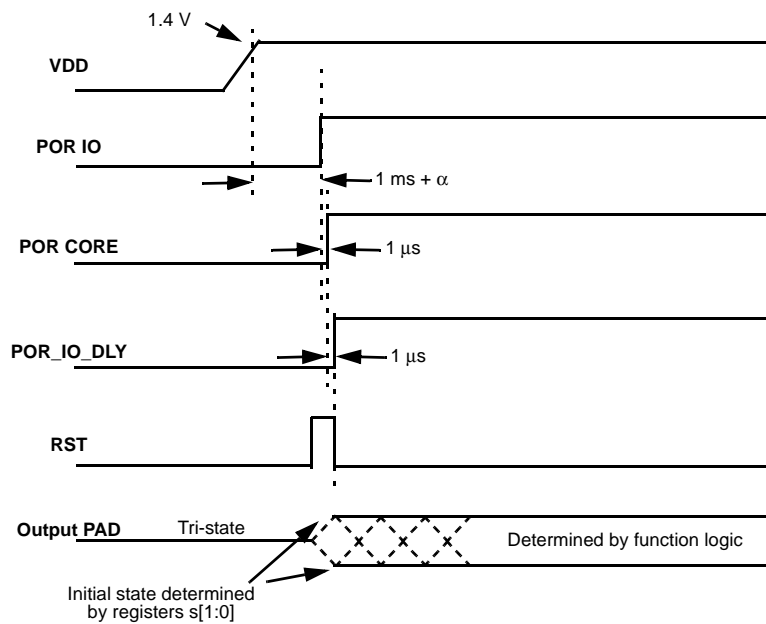 1.4 V
VDD
POR IO
1 ms + α
POR CORE
1 μs
POR_IO_DLY
1 μs
RST
Output PAD
Tri-state
Determined by function logic
Initial state determined
by registers s[1:0]